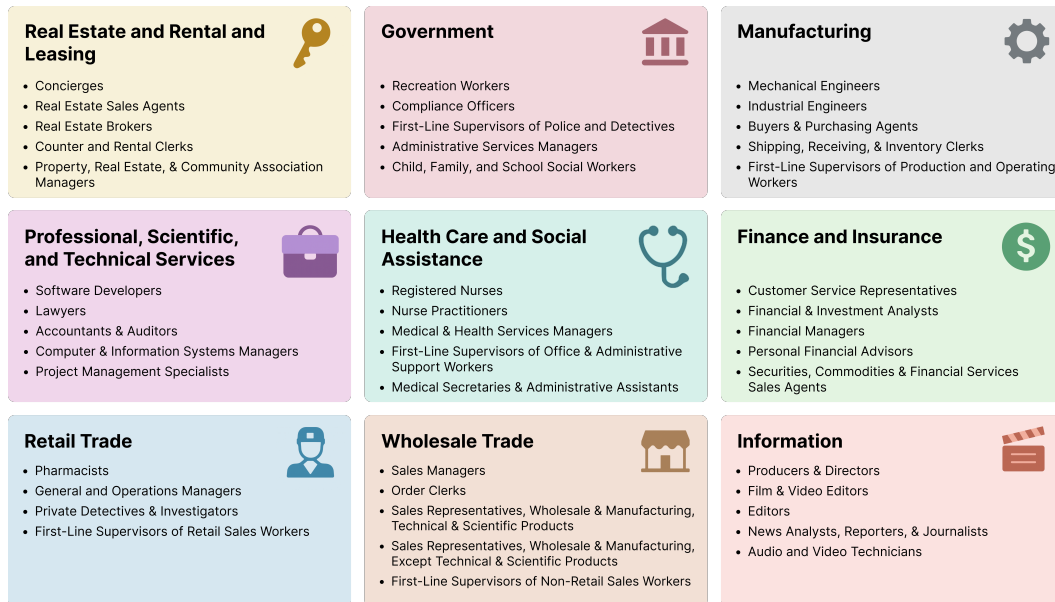 Real Estate and Rental and
Leasing
• Concierges
• Real Estate Sales Agents
• Real Estate Brokers
• Counter and Rental Clerks
• Property, Real Estate, & Community Association
Managers
Government
• Recreation Workers
• Compliance Officers
• First-Line Supervisors of Police and Detectives
• Administrative Services Managers
• Child, Family, and School Social Workers
Manufacturing
• Mechanical Engineers
• Industrial Engineers
• Buyers & Purchasing Agents
• Shipping, Receiving, & Inventory Clerks
• First-Line Supervisors of Production and Operating
Workers
Professional, Scientific,
and Technical Services
• Software Developers
• Lawyers
• Accountants & Auditors
• Computer & Information Systems Managers
• Project Management Specialists
Health Care and Social
Assistance
• Registered Nurses
• Nurse Practitioners
• Medical & Health Services Managers
• First-Line Supervisors of Office & Administrative
Support Workers
• Medical Secretaries & Administrative Assistants
Finance and Insurance
$
• Customer Service Representatives
• Financial & Investment Analysts
• Financial Managers
• Personal Financial Advisors
• Securities, Commodities & Financial Services
Sales Agents
Retail Trade
• Pharmacists
• General and Operations Managers
• Private Detectives & Investigators
• First-Line Supervisors of Retail Sales Workers
Wholesale Trade
• Sales Managers
• Order Clerks
• Sales Representatives, Wholesale & Manufacturing,
Technical & Scientific Products
• Sales Representatives, Wholesale & Manufacturing,
Except Technical & Scientific Products
• First-Line Supervisors of Non-Retail Sales Workers
Information
• Producers & Directors
• Film & Video Editors
• Editors
• News Analysts, Reporters, & Journalists
• Audio and Video Technicians